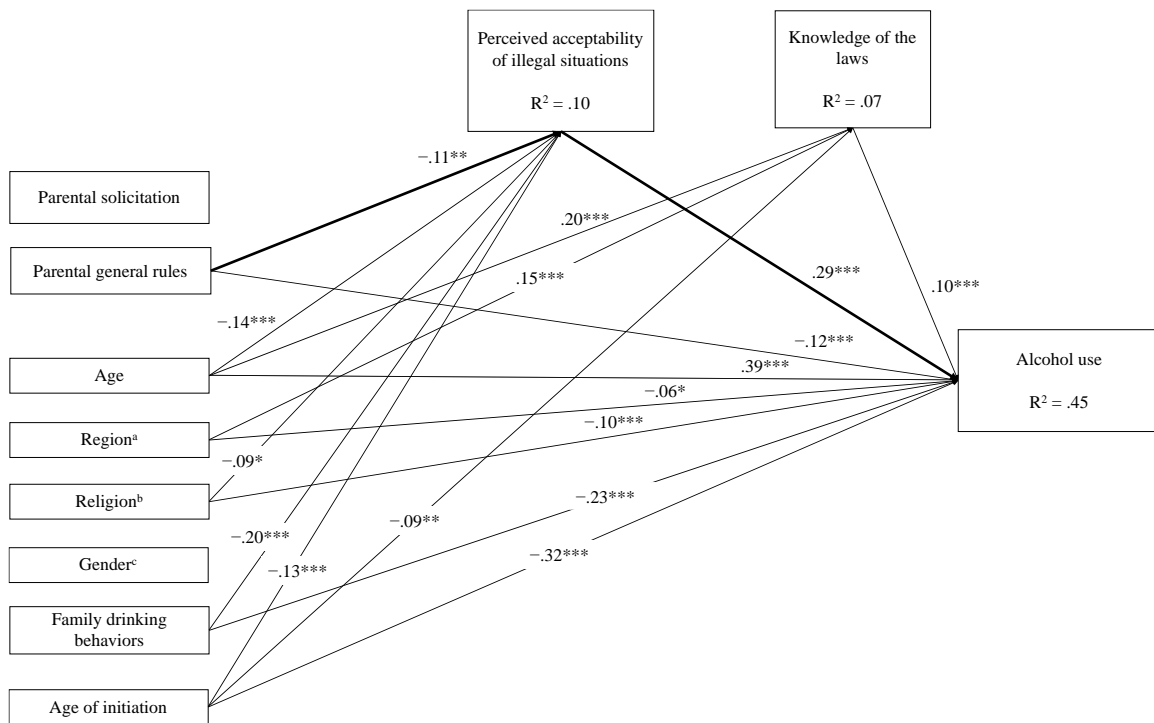 Perceived acceptability
of illegal situations
R² = .10
Knowledge of the
laws
R² = .07
−.11**
Parental solicitation
.20***
Parental general rules
.29***
.15***
.10***
−.14***
−.12***
Age
.39***
Alcohol use
−.06*
R² = .45
−.10***
Regionᵃ
−.09*
Religionᵇ
−.23***
−.09**
−.20***
−.32***
Genderᶜ
−.13***
Family drinking
behaviors
Age of initiation